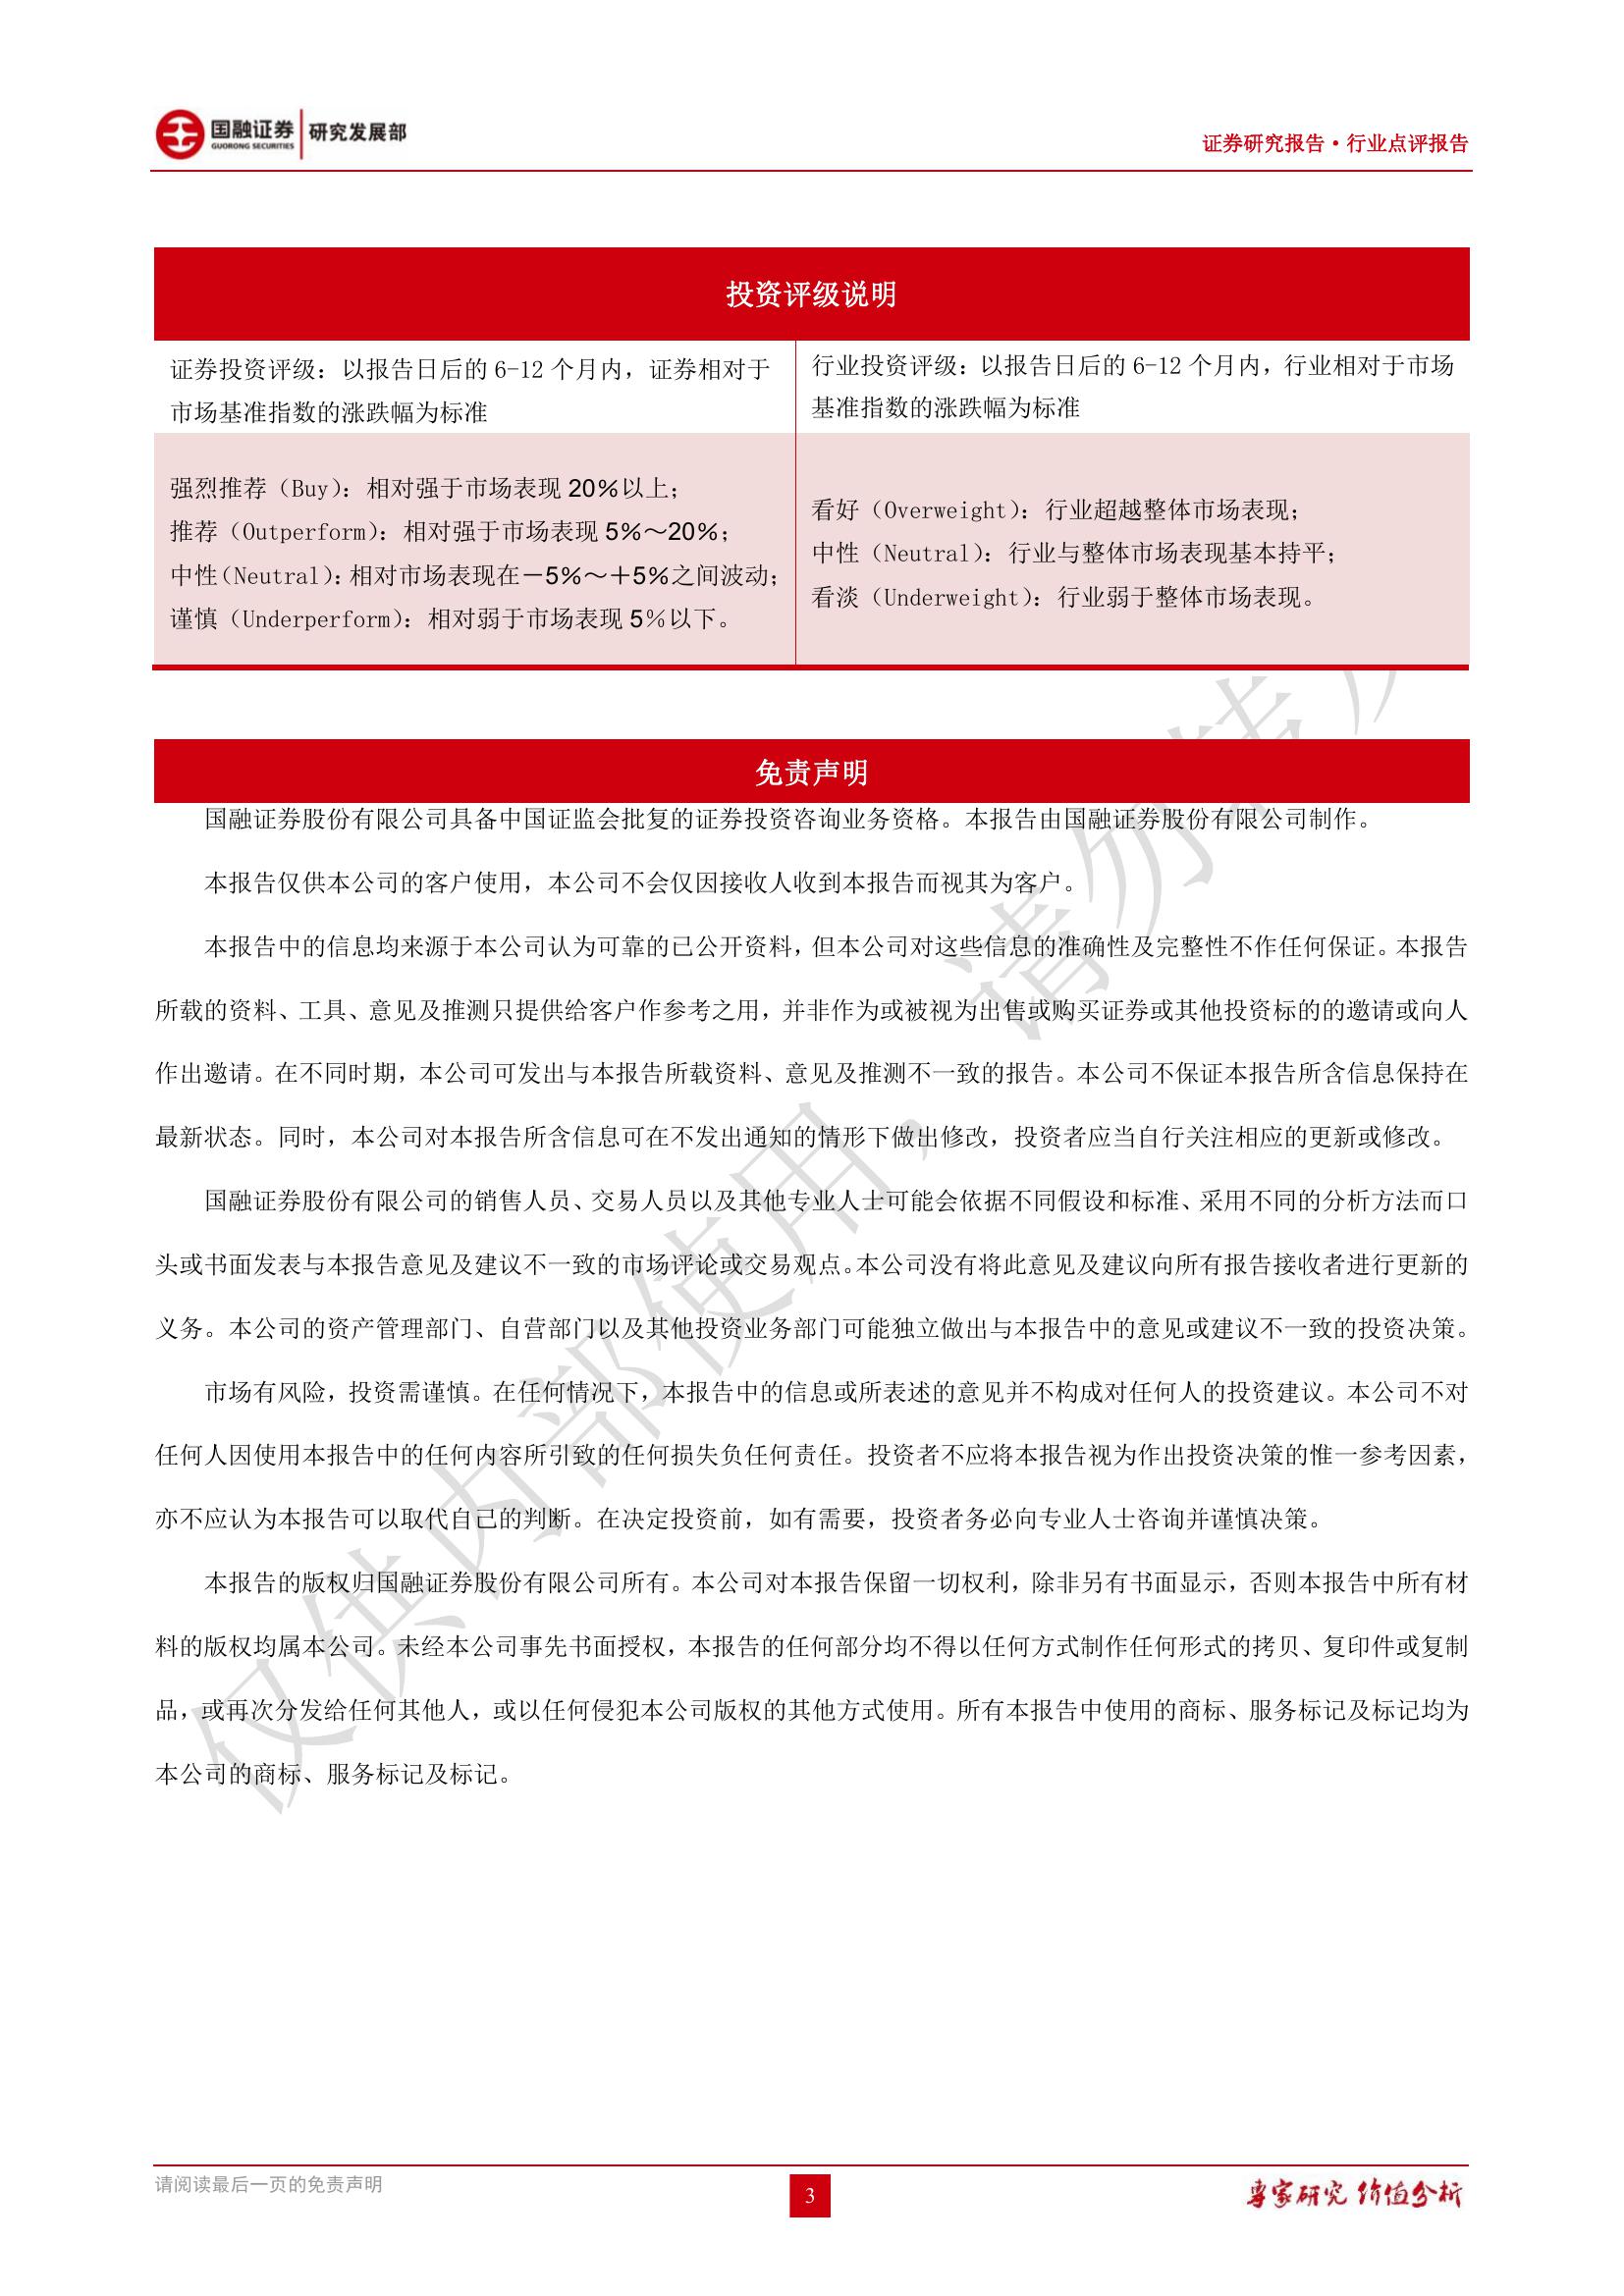 国融证券
GUORONG SECURITIES
研究发展部
证券研究报告·行业点评报告
投资评级说明
证券投资评级：以报告日后的 6-12 个月内，证券相对于
市场基准指数的涨跌幅为标准
行业投资评级：以报告日后的 6-12 个月内，行业相对于市场
基准指数的涨跌幅为标准
强烈推荐（Buy）：相对强于市场表现 20％以上；
推荐（Outperform）：相对强于市场表现 5％～20％；
中性（Neutral）：相对市场表现在－5％～＋5％之间波动；
谨慎（Underperform）：相对弱于市场表现 5％以下。
看好（Overweight）：行业超越整体市场表现；
中性（Neutral）：行业与整体市场表现基本持平；
看淡（Underweight）：行业弱于整体市场表现。
免责声明
国融证券股份有限公司具备中国证监会批复的证券投资咨询业务资格。本报告由国融证券股份有限公司制作。
本报告仅供本公司的客户使用，本公司不会仅因接收人收到本报告而视其为客户。
本报告中的信息均来源于本公司认为可靠的已公开资料，但本公司对这些信息的准确性及完整性不作任何保证。本报告
所载的资料、工具、意见及推测只提供给客户作参考之用，并非作为或被视为出售或购买证券或其他投资标的的邀请或向人
作出邀请。在不同时期，本公司可发出与本报告所载资料、意见及推测不一致的报告。本公司不保证本报告所含信息保持在
最新状态。同时，本公司对本报告所含信息可在不发出通知的情形下做出修改，投资者应当自行关注相应的更新或修改。
国融证券股份有限公司的销售人员、交易人员以及其他专业人士可能会依据不同假设和标准、采用不同的分析方法而口
头或书面发表与本报告意见及建议不一致的市场评论或交易观点。本公司没有将此意见及建议向所有报告接收者进行更新的
义务。本公司的资产管理部门、自营部门以及其他投资业务部门可能独立做出与本报告中的意见或建议不一致的投资决策。
市场有风险，投资需谨慎。在任何情况下，本报告中的信息或所表述的意见并不构成对任何人的投资建议。本公司不对
任何人因使用本报告中的任何内容所引致的任何损失负任何责任。投资者不应将本报告视为作出投资决策的惟一参考因素，
亦不应认为本报告可以取代自己的判断。在决定投资前，如有需要，投资者务必向专业人士咨询并谨慎决策。
本报告的版权归国融证券股份有限公司所有。本公司对本报告保留一切权利，除非另有书面显示，否则本报告中所有材
料的版权均属本公司。未经本公司事先书面授权，本报告的任何部分均不得以任何方式制作任何形式的拷贝、复印件或复制
品，或再次分发给任何其他人，或以任何侵犯本公司版权的其他方式使用。所有本报告中使用的商标、服务标记及标记均为
本公司的商标、服务标记及标记。
仅供内部使用，请勿转
请阅读最后一页的免责声明
3
专家研究 价值分析